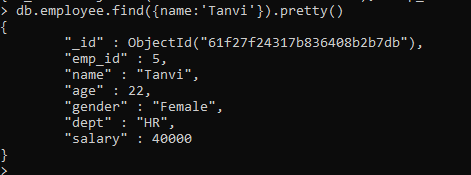 > db.employee.find({name:'Tanvi'}).pretty()
{
        "_id" : ObjectId("61f27f24317b836408b2b7db"),
        "emp_id" : 5,
        "name" : "Tanvi",
        "age" : 22,
        "gender" : "Female",
        "dept" : "HR",
        "salary" : 40000
}
>